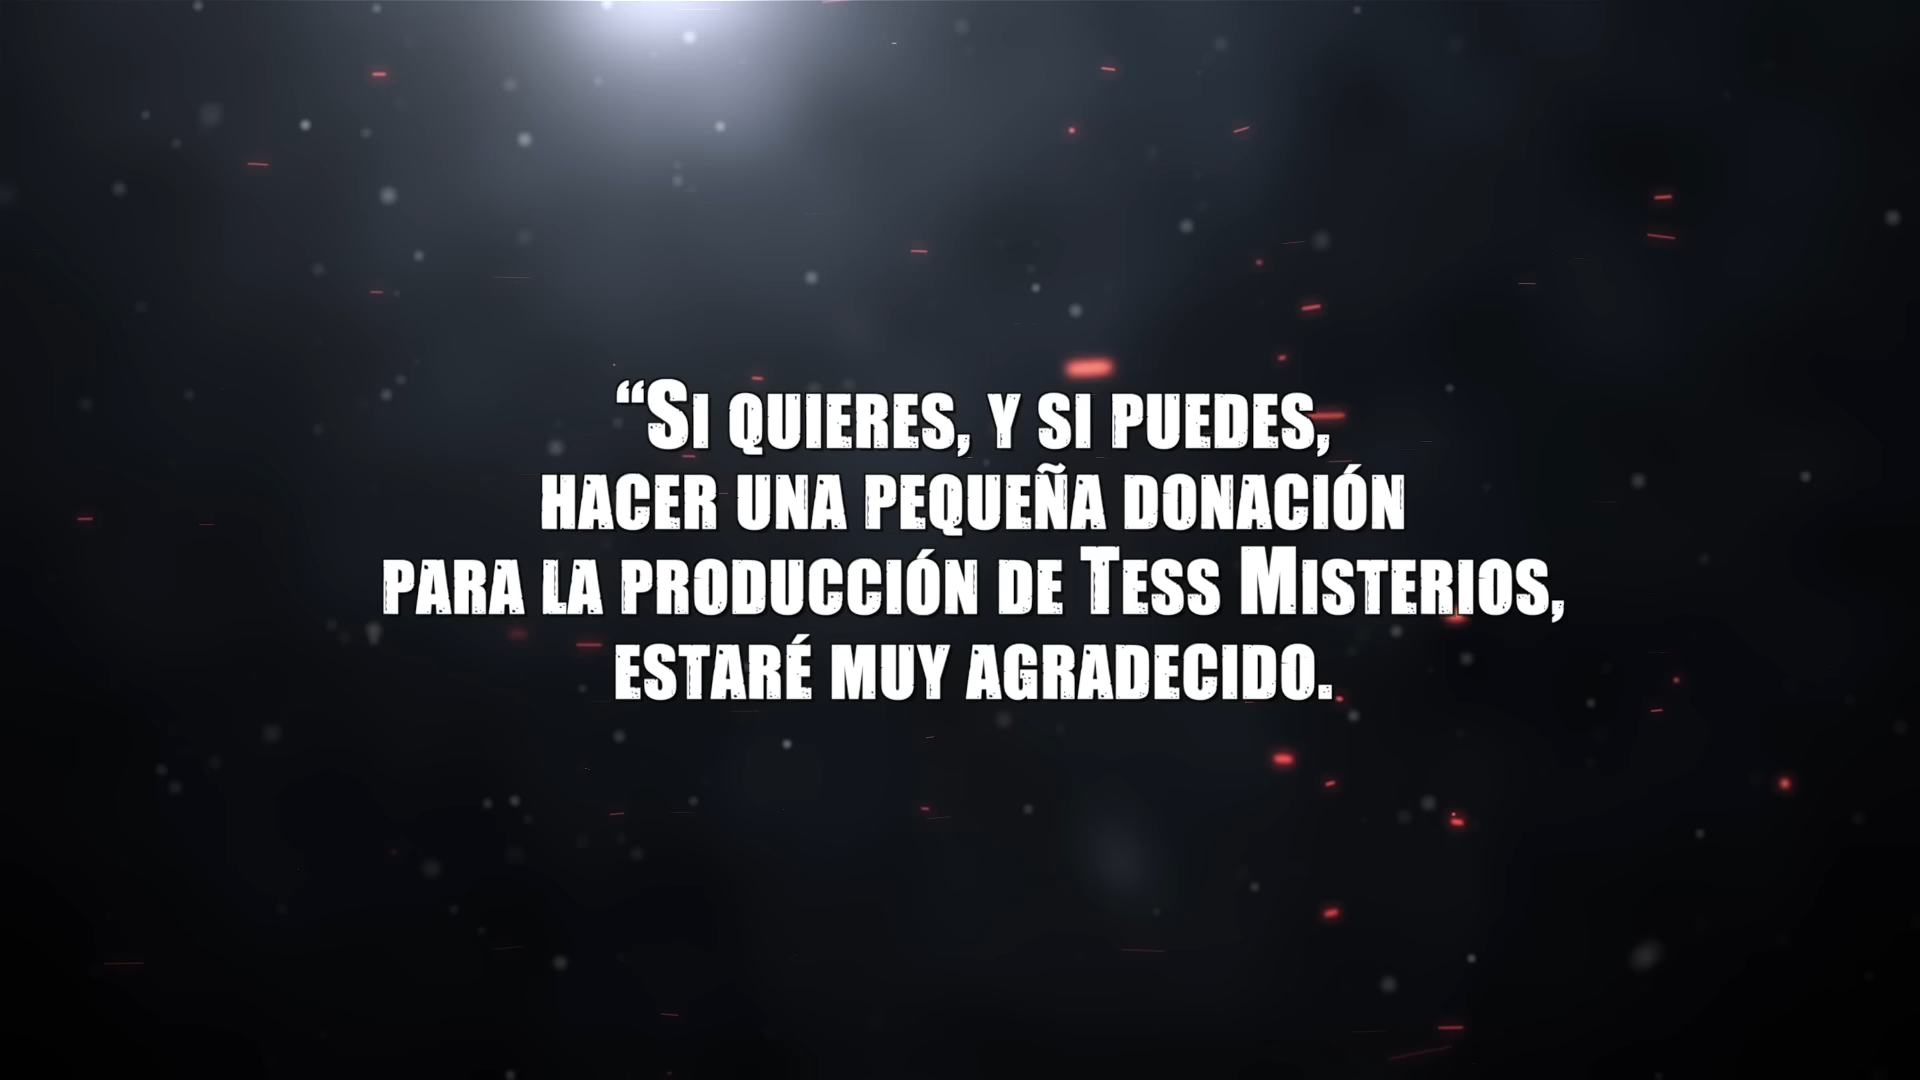 “Si quieres, y si puedes,
hacer una pequeña donación
para la producción de Tess Misterios,
estaré muy agradecido.